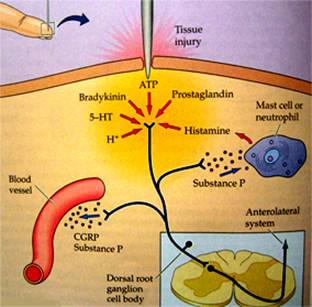 Tissue
injury
ATP
Bradykinin
Prostaglandin
5–HT
Mast cell or
neutrophil
H+
Histamine
Substance P
Blood
vessel
Anterolateral
system
CGRP
Substance P
Dorsal root
ganglion
cell body